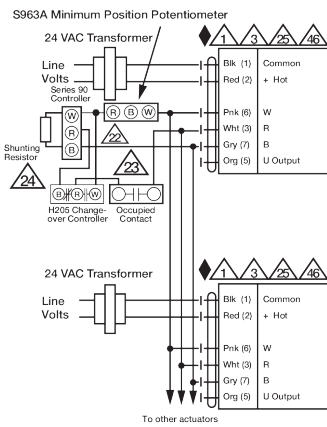 S963A Minimum Position Potentiometer
24 VAC Transformer
1 3 25 46
Line
Volts
Blk (1) Common
Red (2) + Hot
Series 90
Controller
W
R
B
R B W
Pnk (6) W
Wht (3) R
Gry (7) B
Org (5) U Output
22
23
Shunting
Resistor
24
B R W
H205 Change-
over Controller
Occupied
Contact
24 VAC Transformer
1 3 25 46
Line
Volts
Blk (1) Common
Red (2) + Hot
Pnk (6) W
Wht (3) R
Gry (7) B
Org (5) U Output
To other actuators